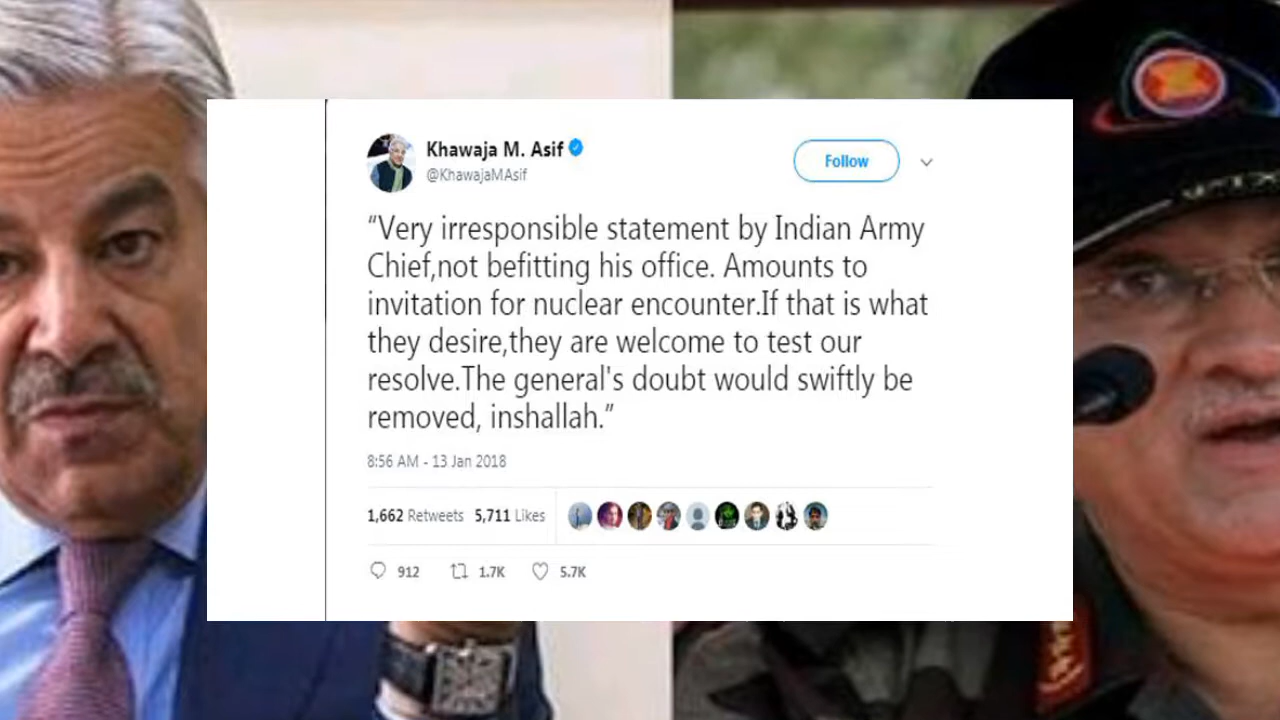 Khawaja M. Asif
@KhawajaMAsif
Follow
“Very irresponsible statement by Indian Army
Chief,not befitting his office. Amounts to
invitation for nuclear encounter.If that is what
they desire,they are welcome to test our
resolve.The general's doubt would swiftly be
removed, inshallah.”
8:56 AM - 13 Jan 2018
1,662 Retweets 5,711 Likes
912 1.7K 5.7K